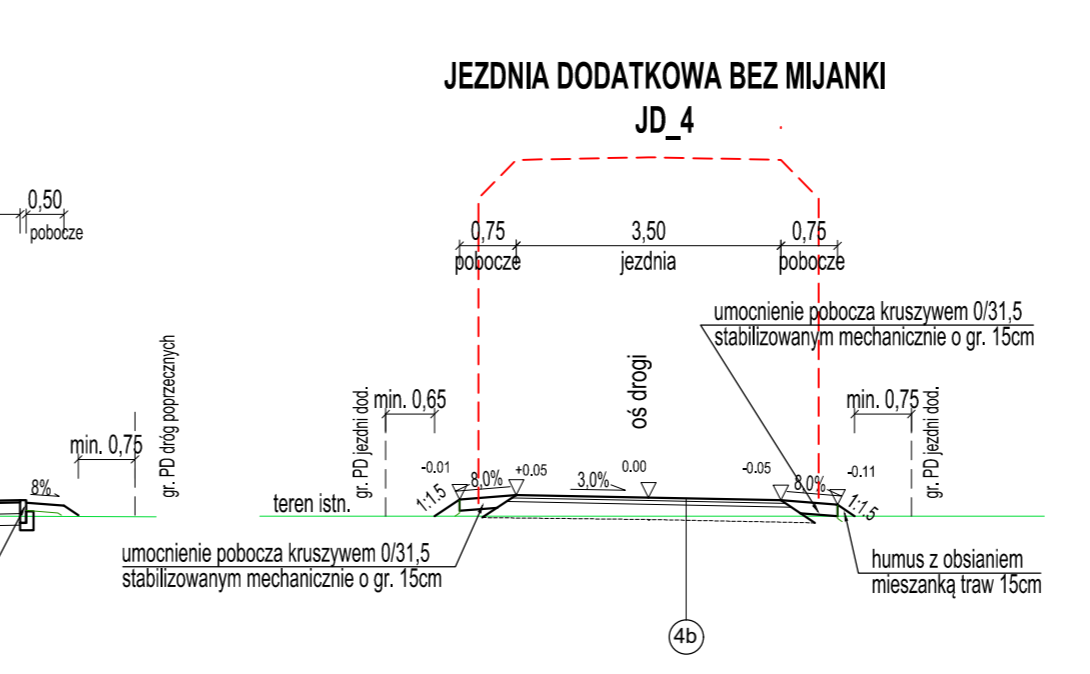 JEZDNIA DODATKOWA BEZ MIJANKI
JD_4
0,50
pobocze
0,75
3,50
0,75
pobocze
jezdnia
pobocze
umocnienie pobocza kruszywem 0/31,5
stabilizowanym mechanicznie o gr. 15cm
gr. PD dróg poprzecznych
min. 0,75
8%
gr. PD jezdni dod.
min. 0,65
oś drogi
min. 0,75
gr. PD jezdni dod.
-0.01
8,0%
+0.05
3,0%
0.00
-0.05
8,0%
-0.11
1:1.5
1:1.5
teren istn.
umocnienie pobocza kruszywem 0/31,5
stabilizowanym mechanicznie o gr. 15cm
humus z obsianiem
mieszanką traw 15cm
4b